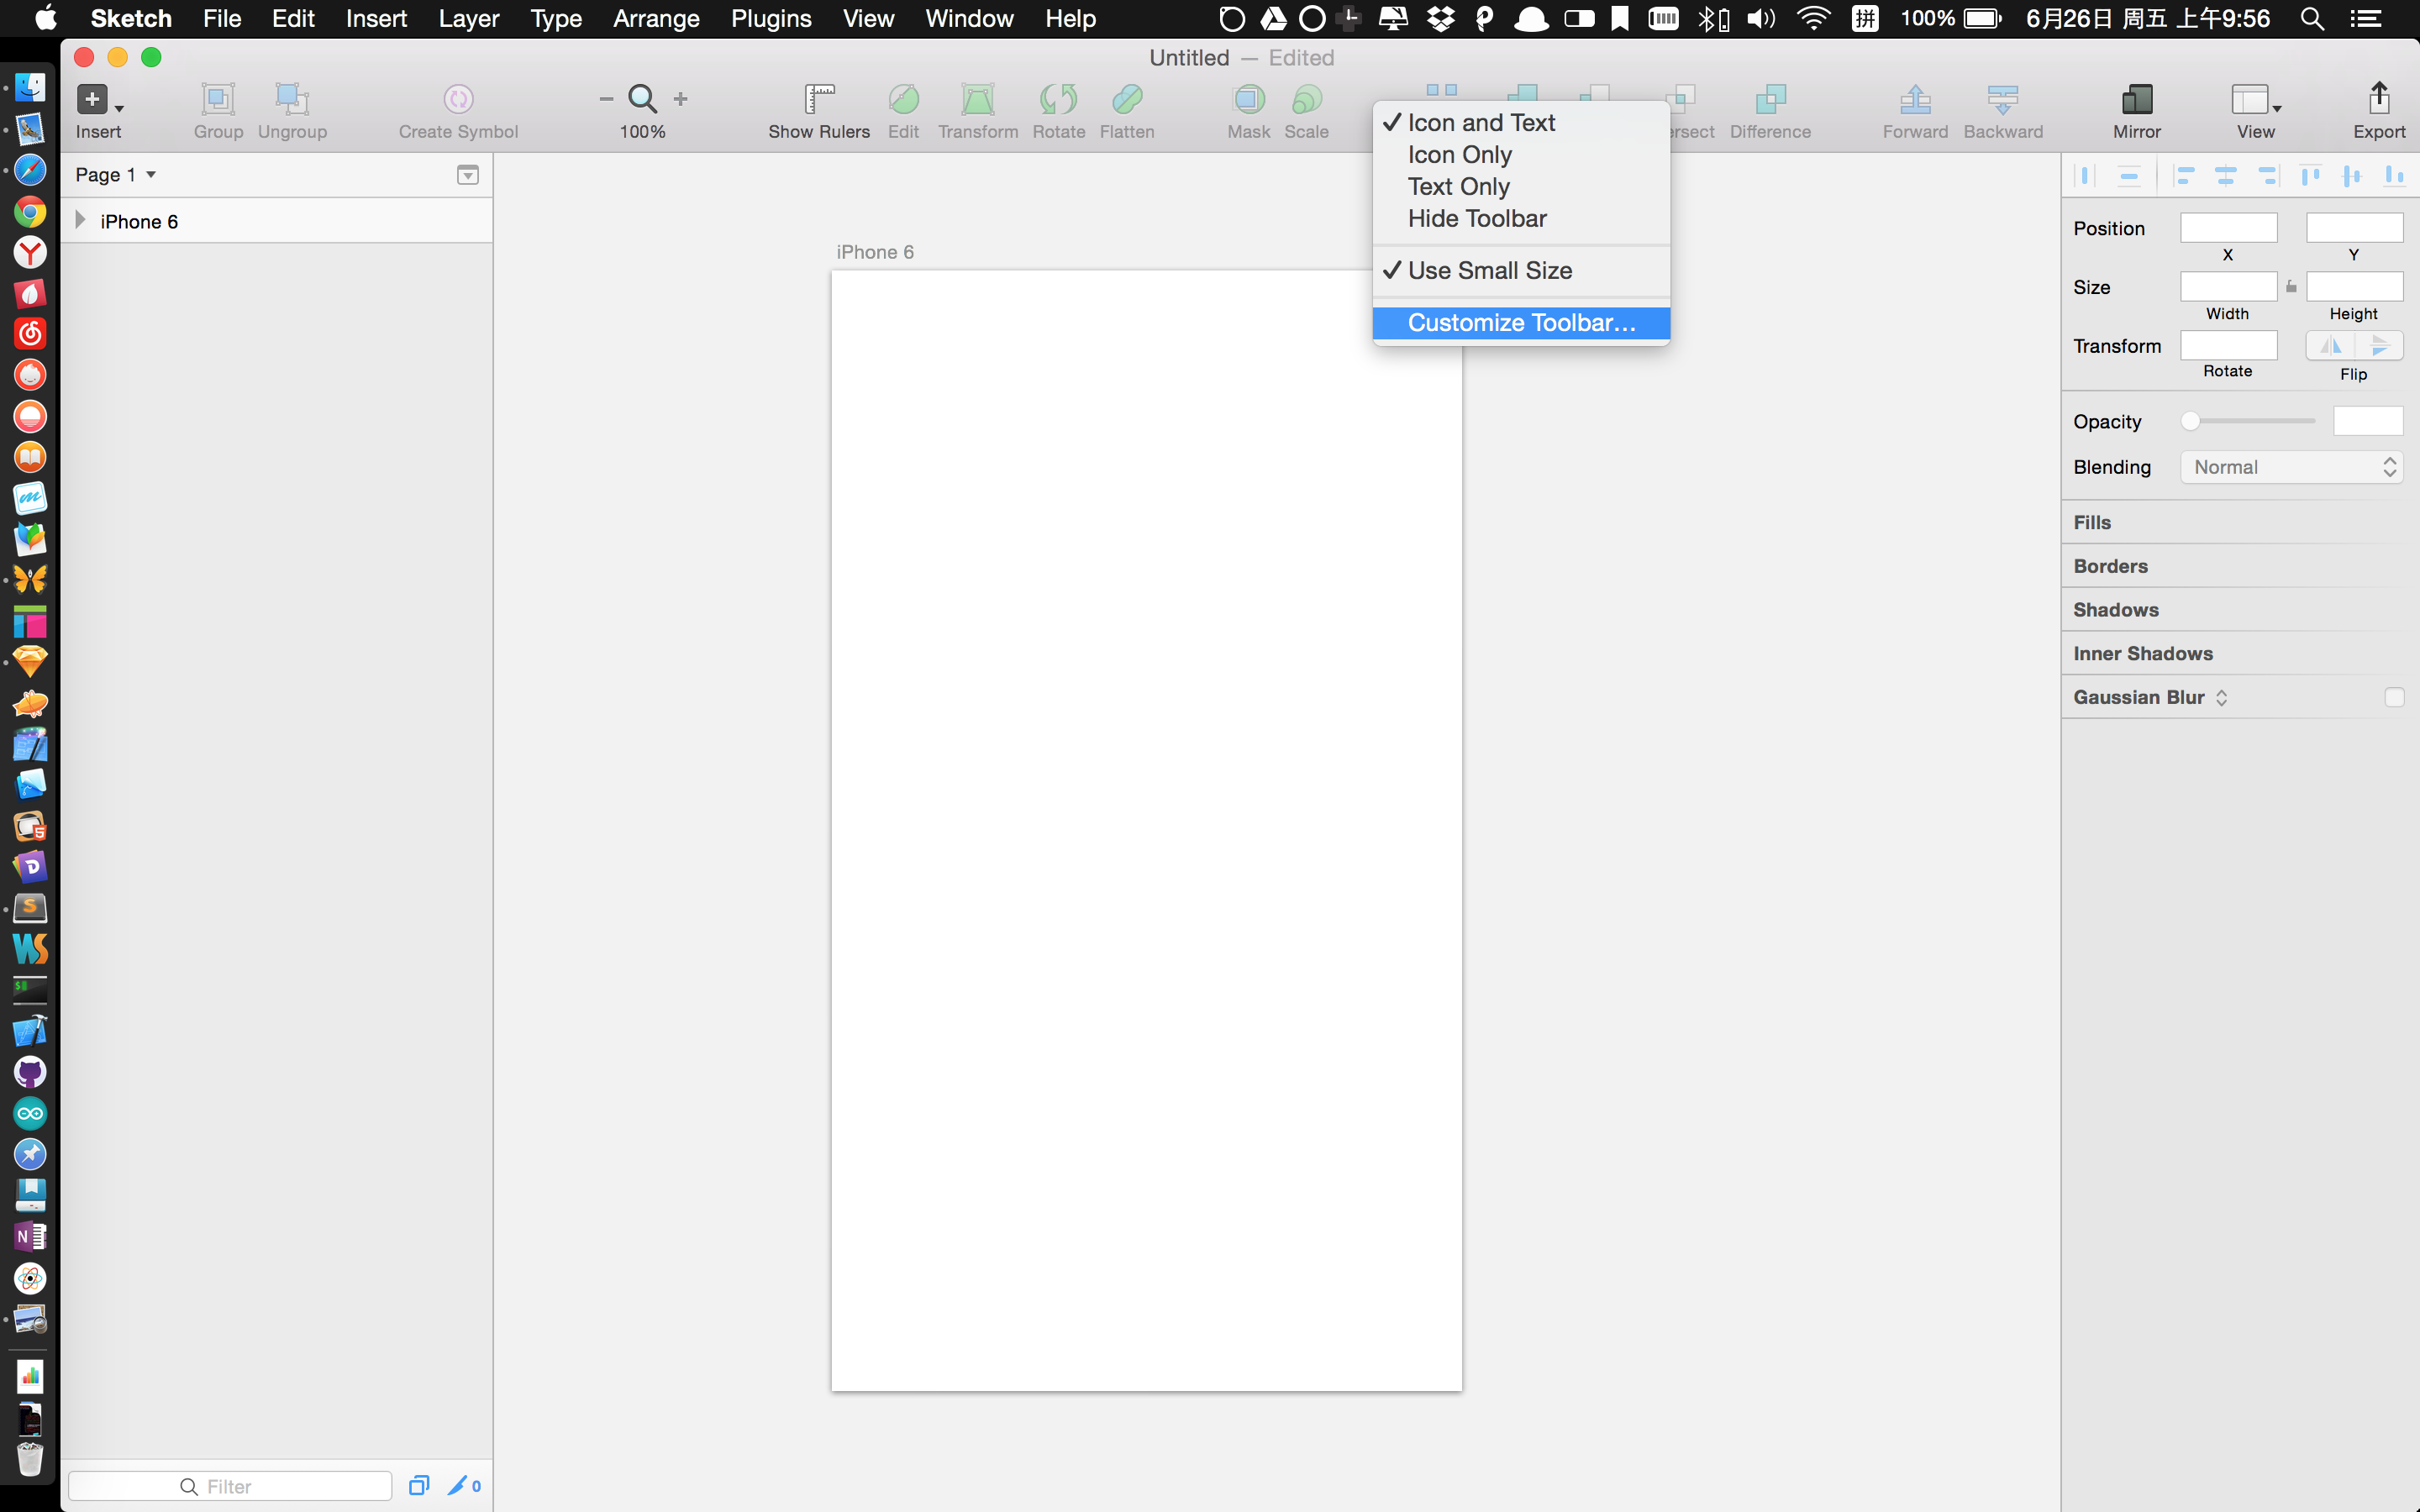 Sketch File Edit Insert Layer Type Arrange Plugins View Window Help 拼 100% 6月26日 周五 上午9:56
Untitled — Edited
Insert Group Ungroup Create Symbol 100% Show Rulers Edit Transform Rotate Flatten Mask Scale ersect Difference Forward Backward Mirror View Export
Icon and Text
Icon Only
Text Only
Hide Toolbar
Use Small Size
Customize Toolbar...
Page 1
iPhone 6
iPhone 6
Position
X
Y
Size
Width
Height
Transform
Rotate
Flip
Opacity
Blending Normal
Fills
Borders
Shadows
Inner Shadows
Gaussian Blur
Filter
0